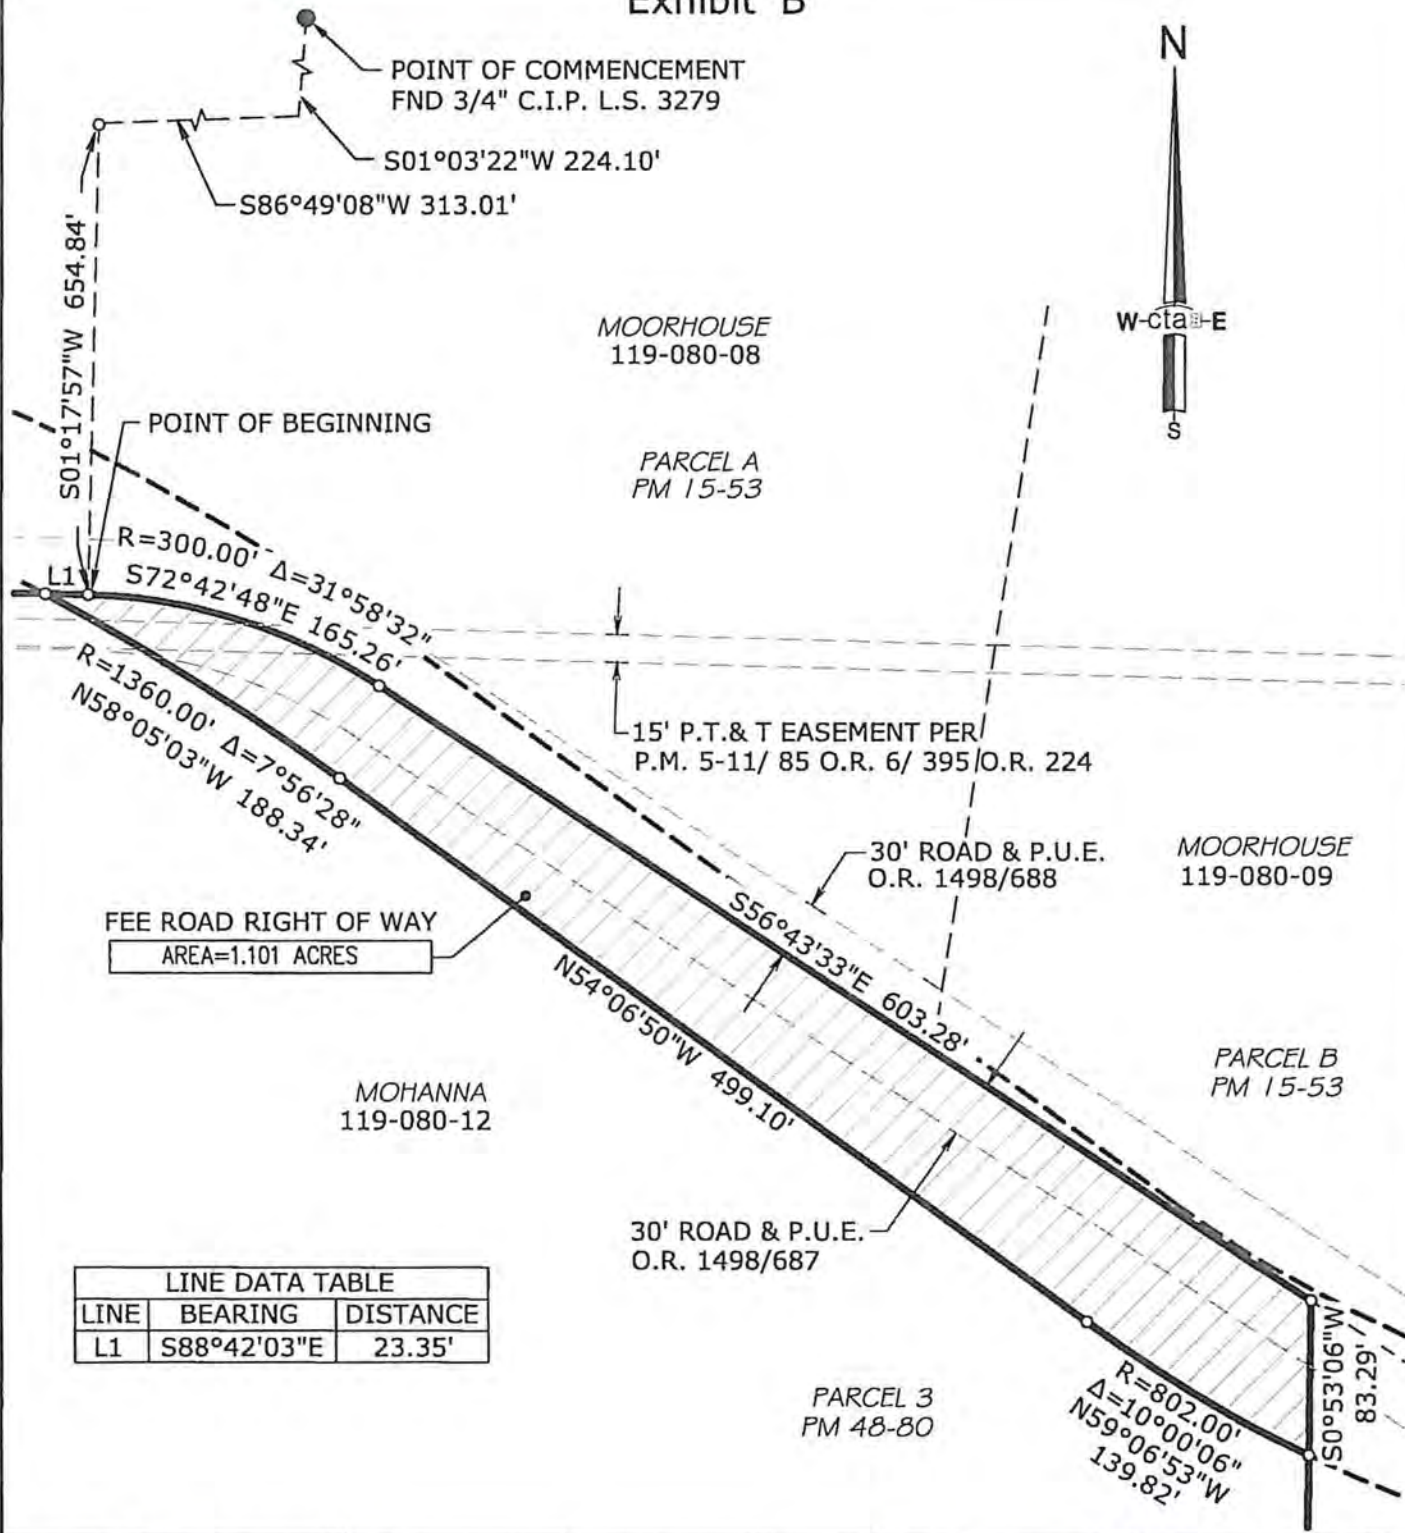 Exhibit "B"
N
POINT OF COMMENCEMENT
FND 3/4" C.I.P. L.S. 3279
S01°03'22"W 224.10'
S86°49'08"W 313.01'
S01°17'57"W 654.84'
W-cta-E
S
MOORHOUSE
119-080-08
POINT OF BEGINNING
PARCEL A
PM 15-53
L1
R=300.00' Δ=31°58'32"
S72°42'48"E 165.26'
R=1360.00' Δ=7°56'28"
N58°05'03"W 188.34'
15' P.T.& T EASEMENT PER
P.M. 5-11/ 85 O.R. 6/ 395 O.R. 224
30' ROAD & P.U.E.
O.R. 1498/688
MOORHOUSE
119-080-09
FEE ROAD RIGHT OF WAY
AREA=1.101 ACRES
S56°43'33"E 603.28'
N54°06'50"W 499.10'
PARCEL B
PM 15-53
MOHANNA
119-080-12
30' ROAD & P.U.E.
O.R. 1498/687
LINE DATA TABLE
LINE BEARING DISTANCE
L1 S88°42'03"E 23.35'
S0°53'06"W
83.29'
PARCEL 3
PM 48-80
R=802.00'
Δ=10°00'06"
N59°06'53"W
139.82'